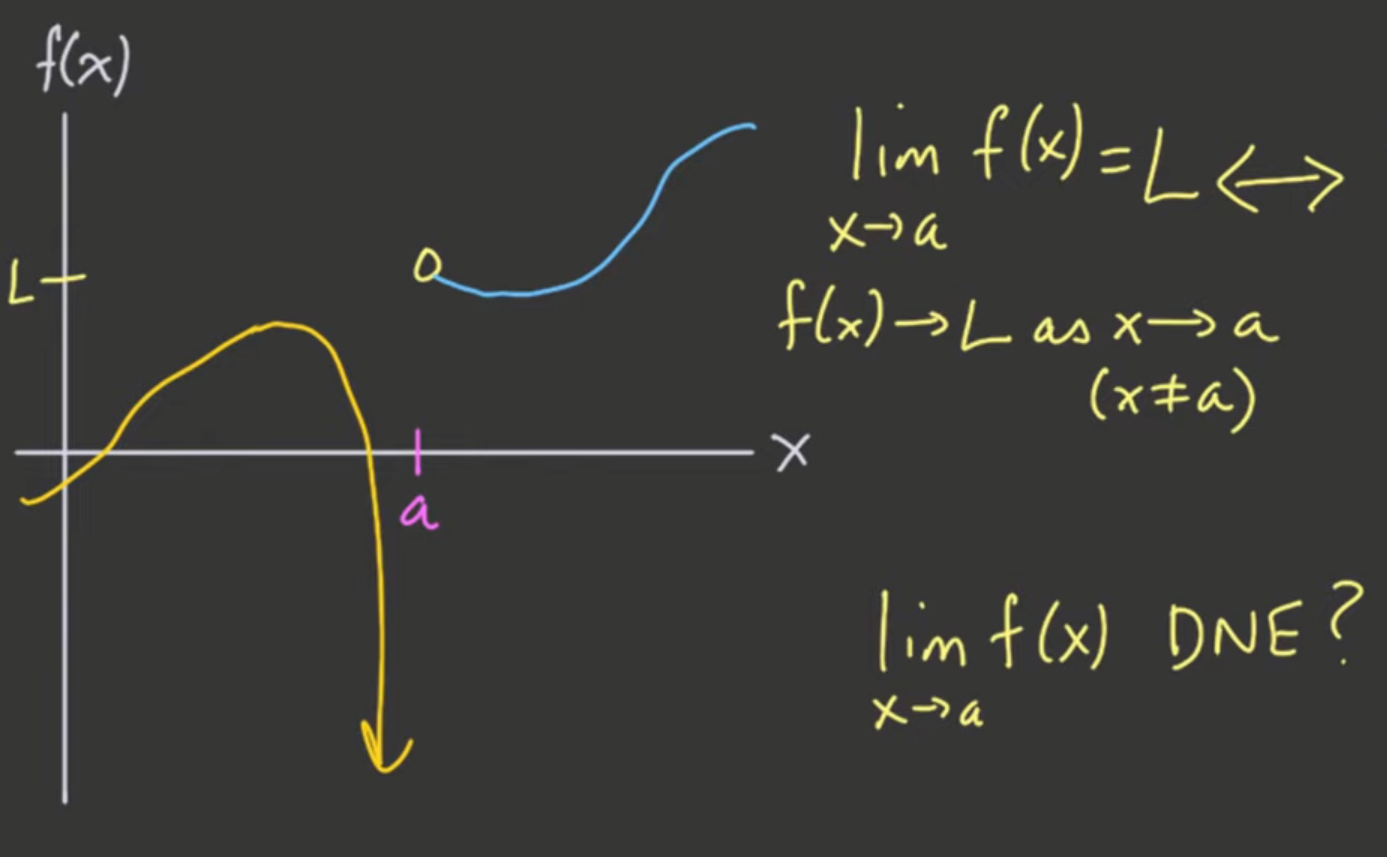 f(x)
lim f(x) = L ⟷
x→a
L
f(x)→L as x→a
(x≠a)
x
a
lim f(x) DNE?
x→a